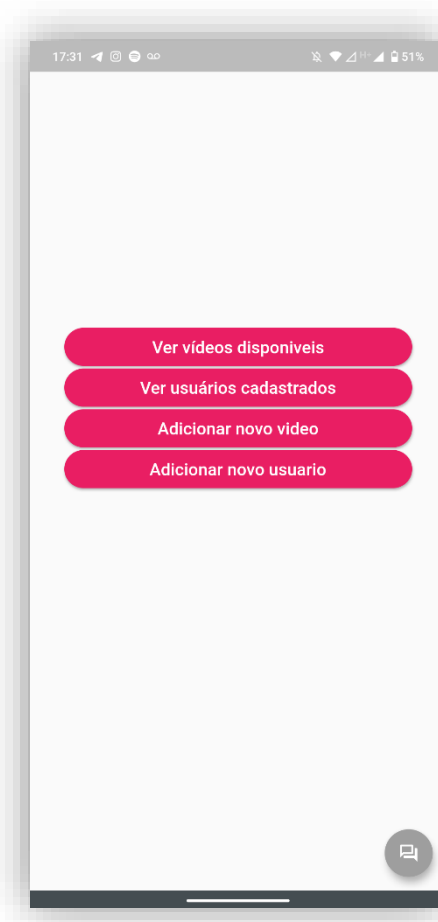 17:31 H+ 51%
Ver vídeos disponiveis
Ver usuários cadastrados
Adicionar novo video
Adicionar novo usuario